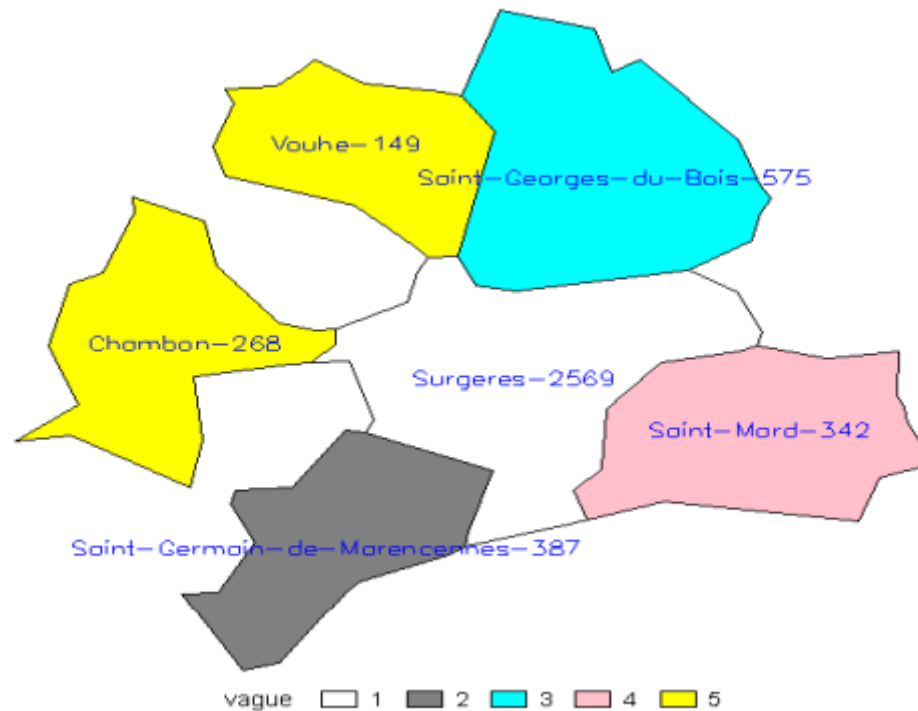 Vouhe-149
Saint-Georges-du-Bois-575
Chambon-268
Surgeres-2569
Saint-Mard-342
Saint-Germain-de-Marencennes-387
vague 1 2 3 4 5